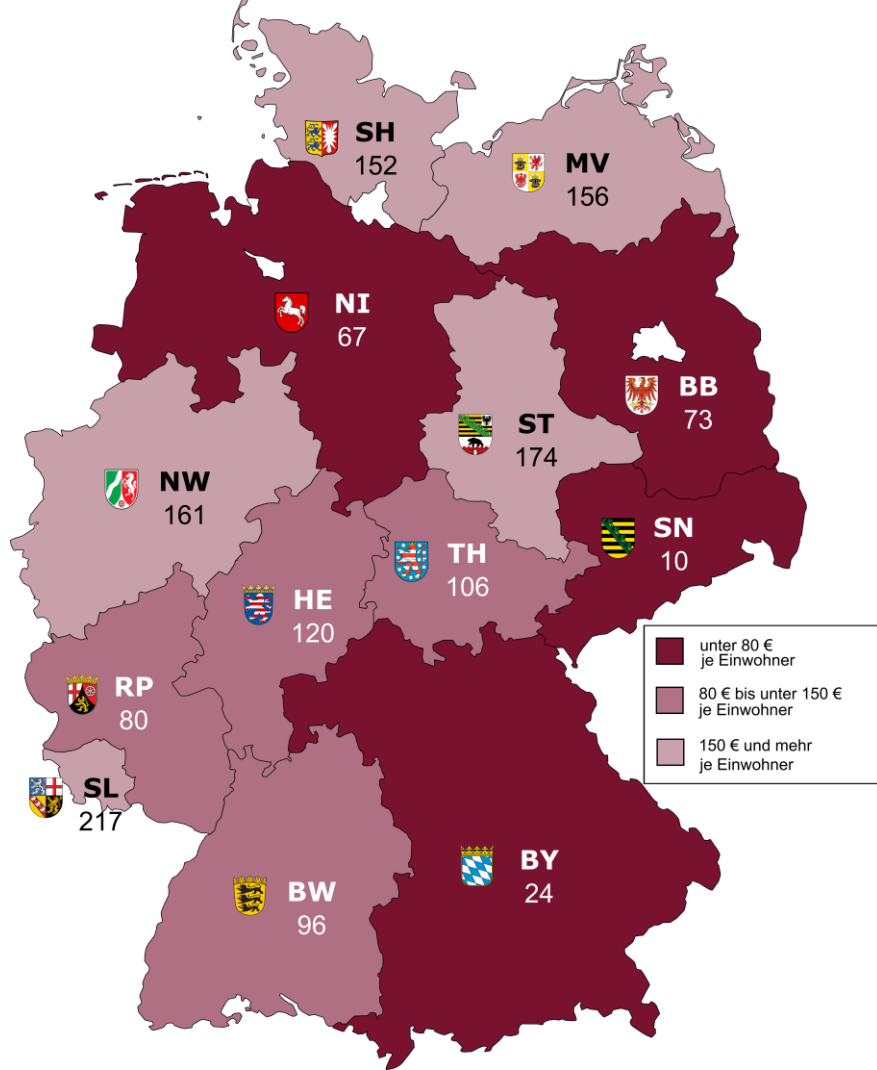 SH
152
MV
156
NI
67
BB
73
ST
174
NW
161
SN
10
TH
106
HE
120
RP
80
SL
217
BY
24
BW
96
unter 80 €
je Einwohner
80 € bis unter 150 €
je Einwohner
150 € und mehr
je Einwohner